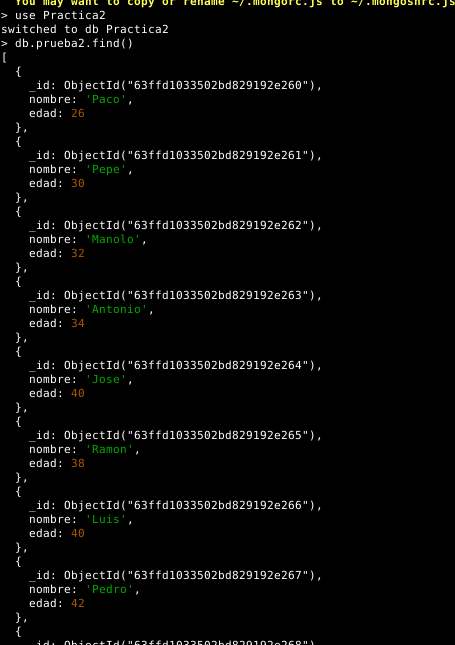 You may want to copy or rename ~/.mongorc.js to ~/.mongoshrc.js
> use Practica2
switched to db Practica2
> db.prueba2.find()
[
  {
    _id: ObjectId("63ffd1033502bd829192e260"),
    nombre: 'Paco',
    edad: 26
  },
  {
    _id: ObjectId("63ffd1033502bd829192e261"),
    nombre: 'Pepe',
    edad: 30
  },
  {
    _id: ObjectId("63ffd1033502bd829192e262"),
    nombre: 'Manolo',
    edad: 32
  },
  {
    _id: ObjectId("63ffd1033502bd829192e263"),
    nombre: 'Antonio',
    edad: 34
  },
  {
    _id: ObjectId("63ffd1033502bd829192e264"),
    nombre: 'Jose',
    edad: 40
  },
  {
    _id: ObjectId("63ffd1033502bd829192e265"),
    nombre: 'Ramon',
    edad: 38
  },
  {
    _id: ObjectId("63ffd1033502bd829192e266"),
    nombre: 'Luis',
    edad: 40
  },
  {
    _id: ObjectId("63ffd1033502bd829192e267"),
    nombre: 'Pedro',
    edad: 42
  },
  {
    _id: ObjectId("63ffd1033502bd829192e268"),